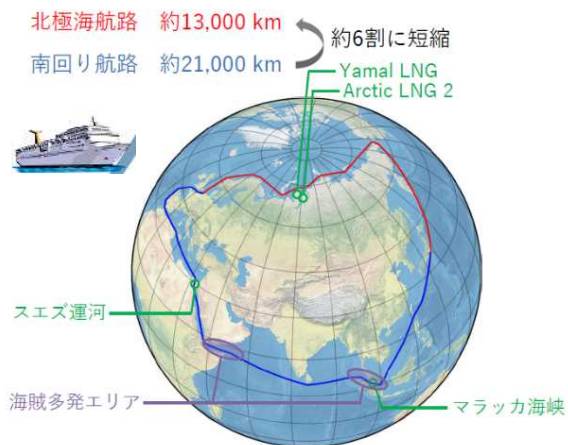 北極海航路 約13,000 km
約6割に短縮
南回り航路 約21,000 km
Yamal LNG
Arctic LNG 2
スエズ運河
海賊多発エリア
マラッカ海峡